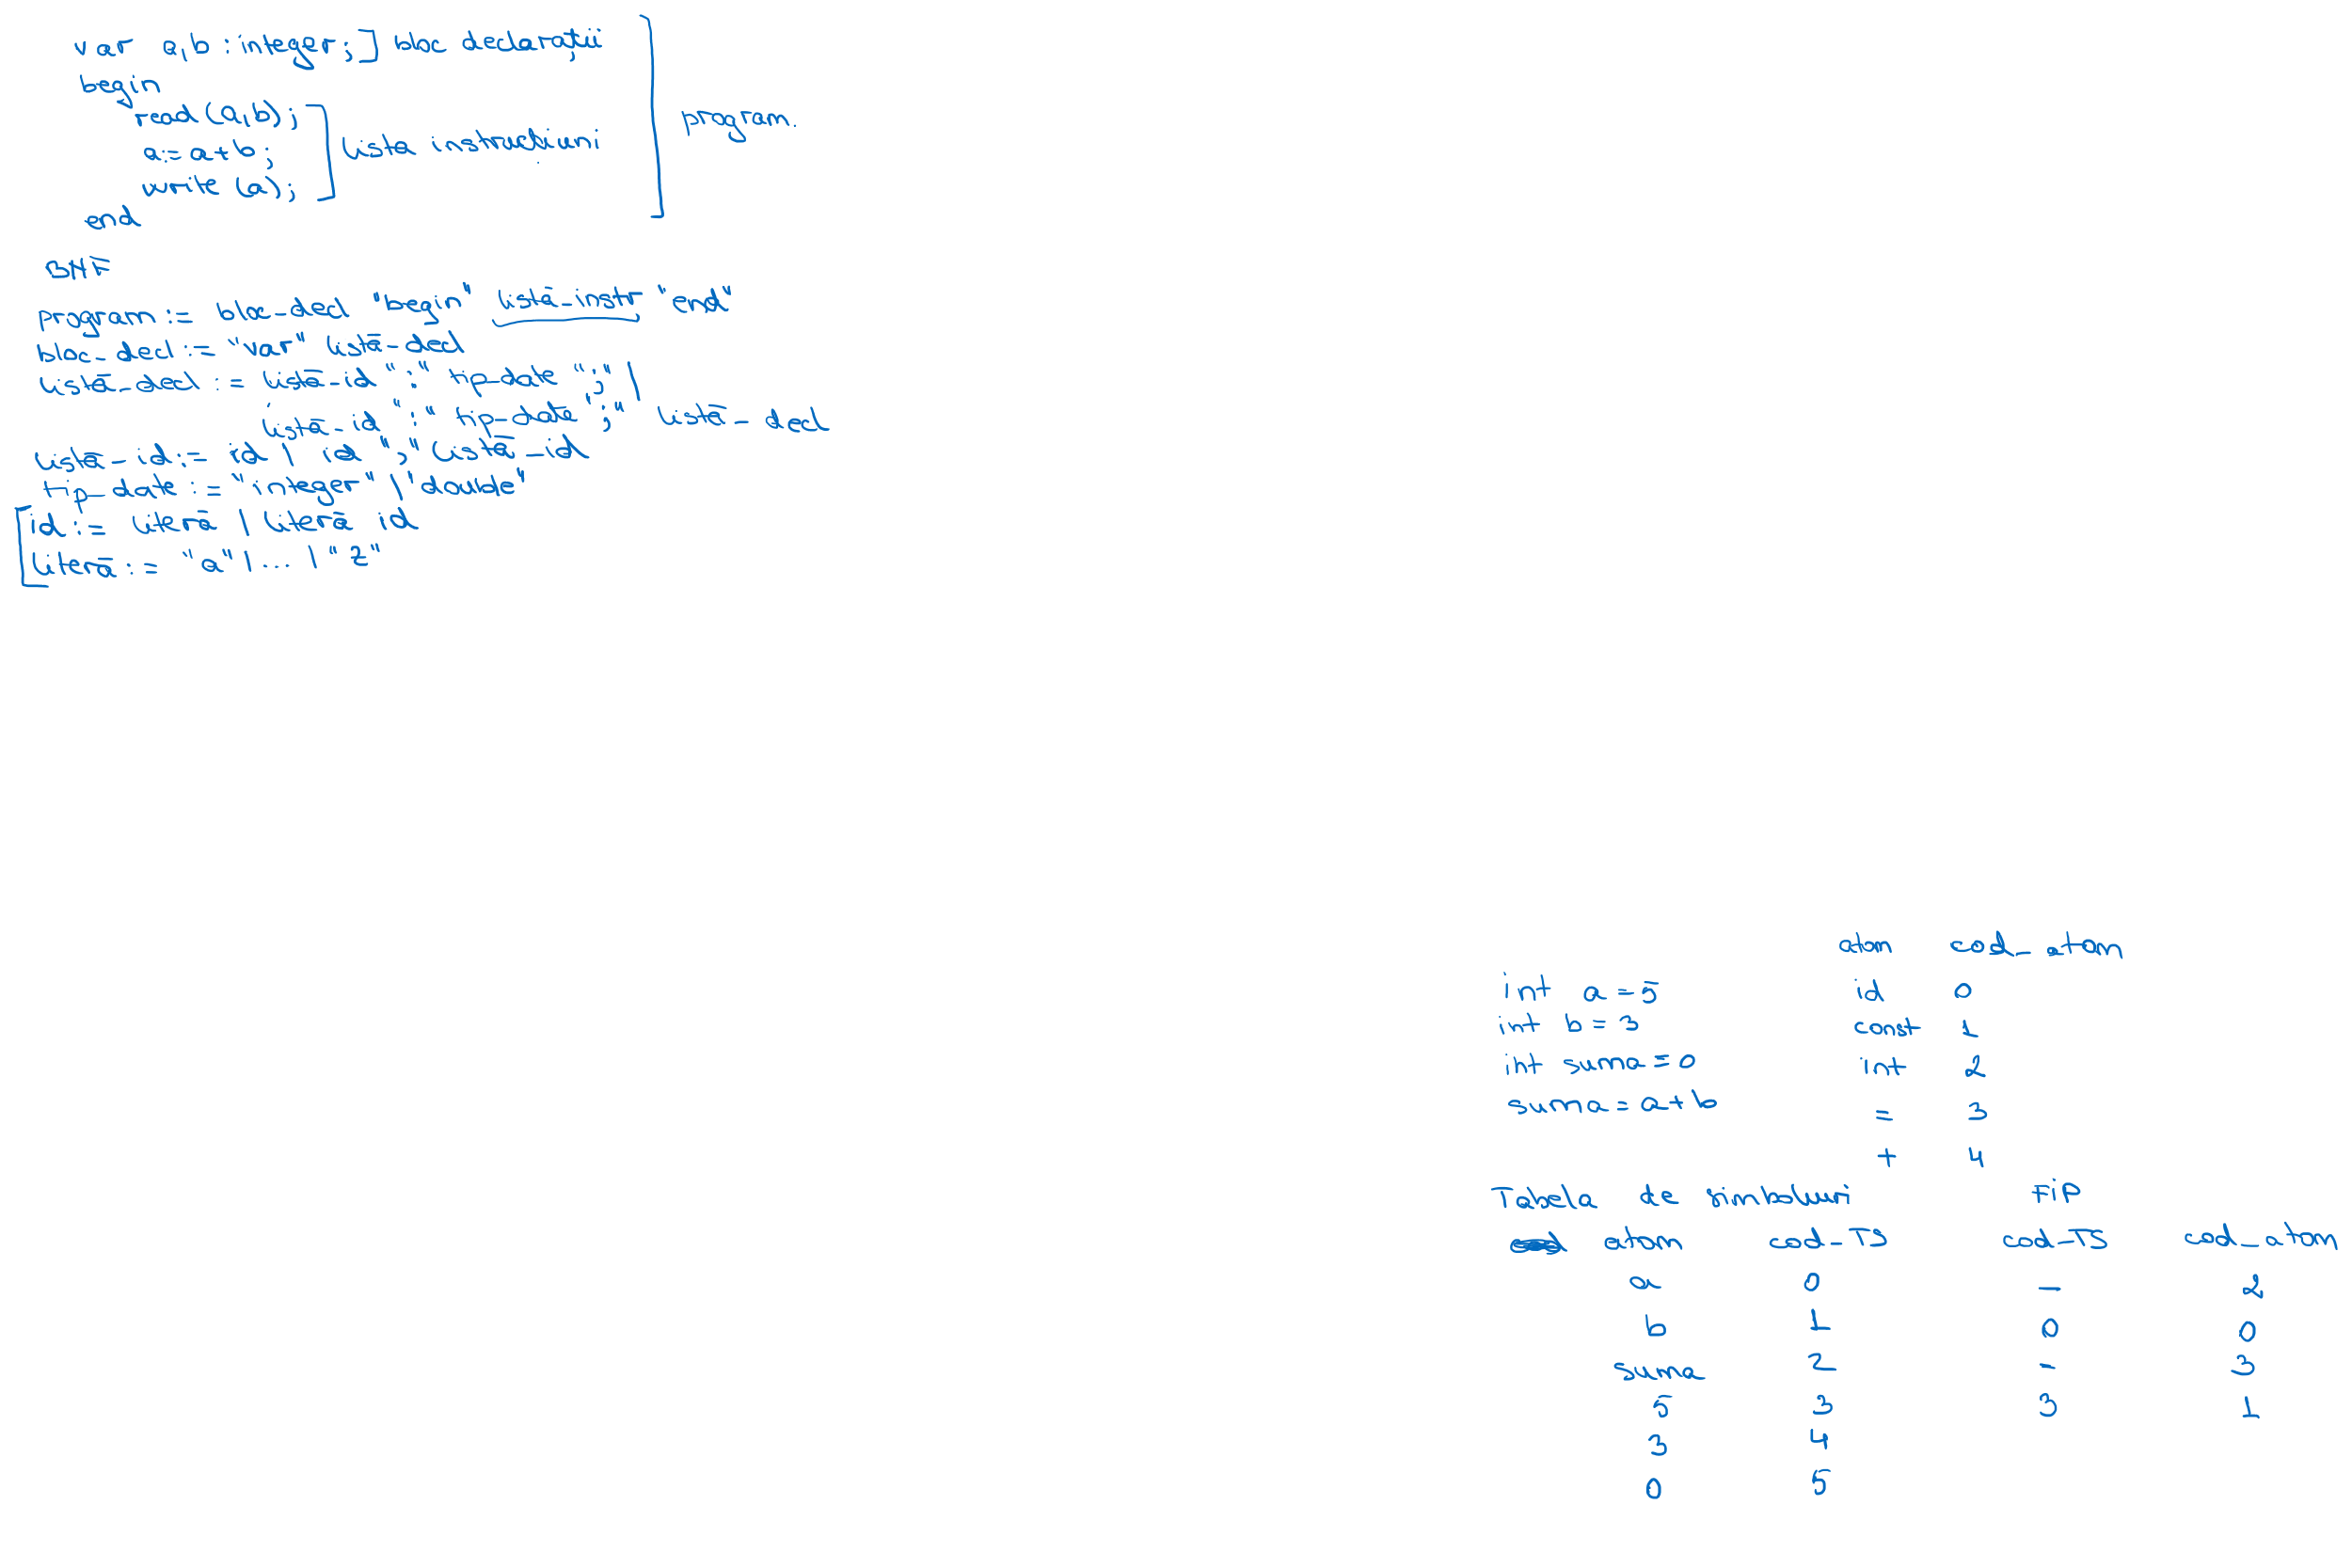 var a,b : integer; ] bloc declarații
begin
read (a,b);
a:=a+b;
write (a);
end
listă instrucțiuni
program.
BNF
program := bloc-decl "begin" listă-instr "end"
bloc-decl := "var" listă-decl
listă-decl := listă-id ":" tip-date ";" |
listă-id ":" tip-date ";" listă-decl
listă-id := id | id "," listă-id
tip-date := "integer" | "double"
id := literă | literă id
literă := "a" | ... | "z"
atom cod_atom
int a=5 id 0
int b=3 const 1
int suma=0 int 2
suma=a+b = 3
+ 4
Tabela de simboluri FiP
atom cod-TS cod-TS cod_atom
a 0 - 2
b 1 0 0
suma 2 - 3
5 3 3 1
3 4
0 5